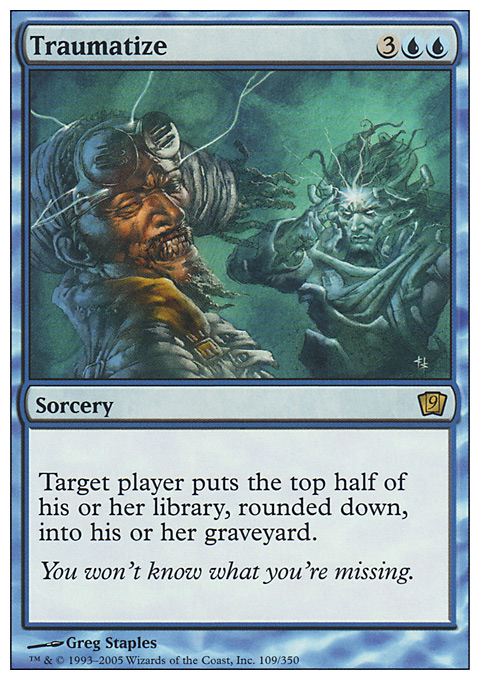 Traumatize 3
Sorcery 9
Target player puts the top half of
his or her library, rounded down,
into his or her graveyard.
You won't know what you're missing.
Greg Staples
™ & © 1993–2005 Wizards of the Coast, Inc. 109/350